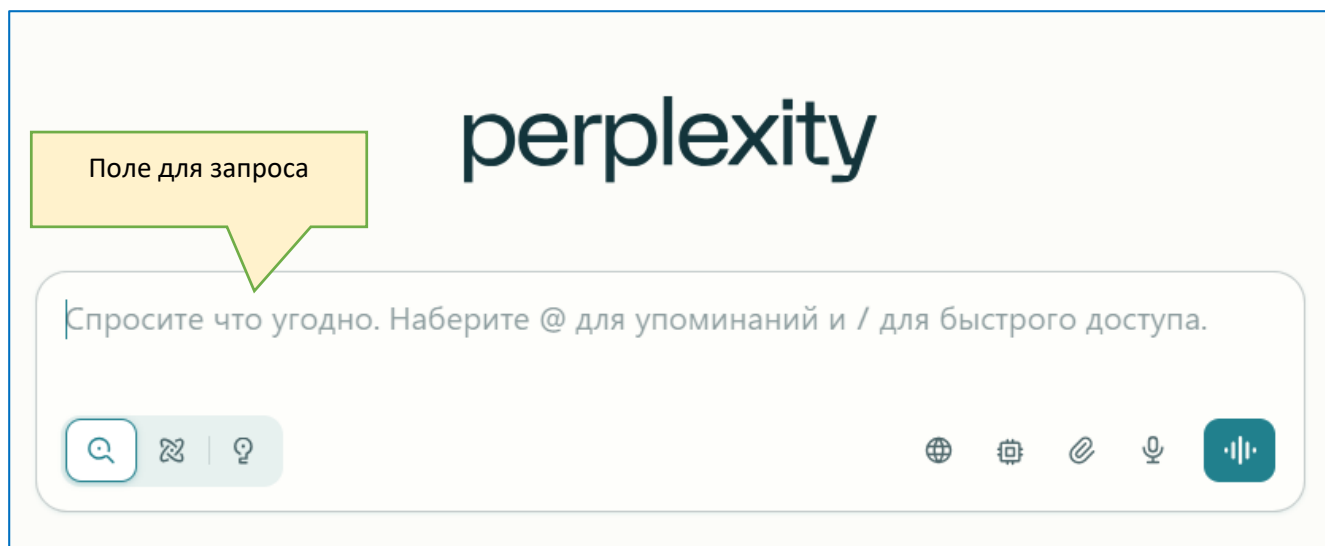 perplexity
Поле для запроса
Спросите что угодно. Наберите @ для упоминаний и / для быстрого доступа.